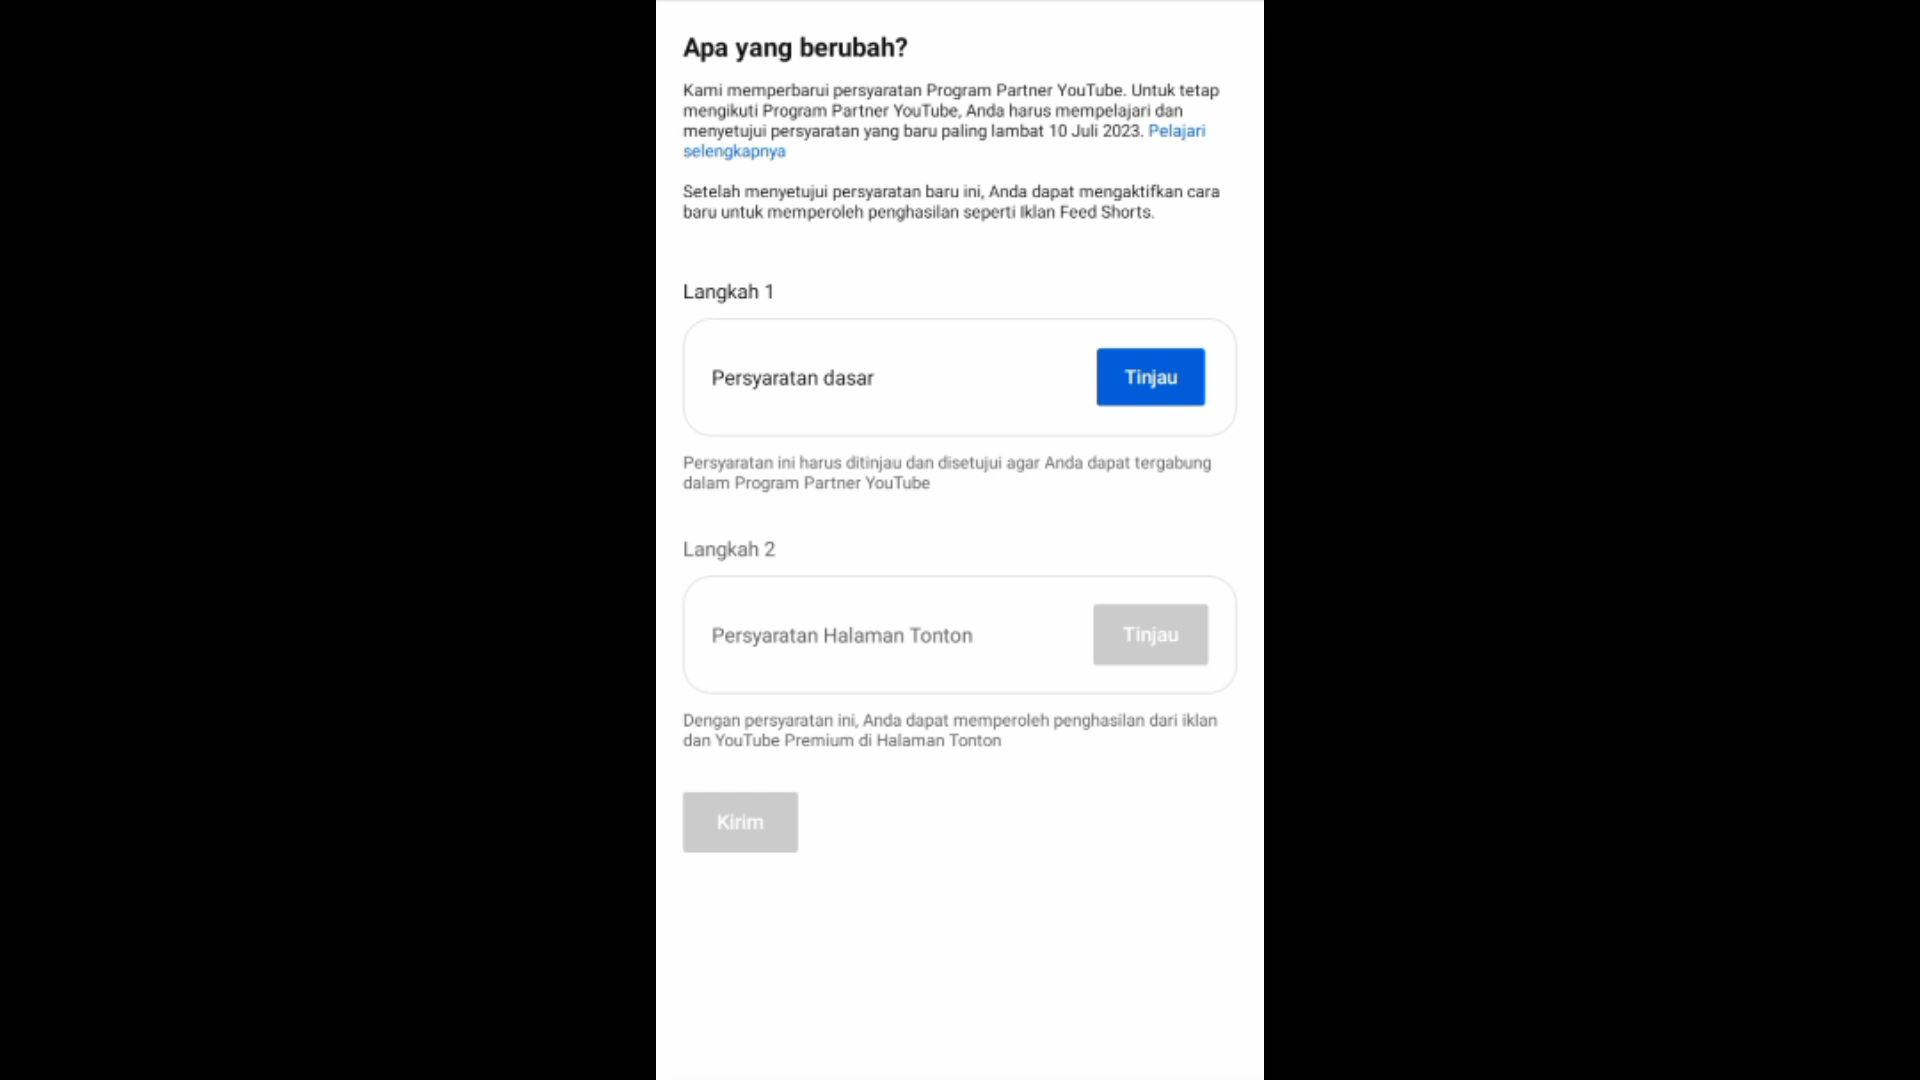 Apa yang berubah?
Kami memperbarui persyaratan Program Partner YouTube. Untuk tetap
mengikuti Program Partner YouTube, Anda harus mempelajari dan
menyetujui persyaratan yang baru paling lambat 10 Juli 2023. Pelajari
selengkapnya
Setelah menyetujui persyaratan baru ini, Anda dapat mengaktifkan cara
baru untuk memperoleh penghasilan seperti Iklan Feed Shorts.
Langkah 1
Persyaratan dasar
Tinjau
Persyaratan ini harus ditinjau dan disetujui agar Anda dapat tergabung
dalam Program Partner YouTube
Langkah 2
Persyaratan Halaman Tonton
Tinjau
Dengan persyaratan ini, Anda dapat memperoleh penghasilan dari iklan
dan YouTube Premium di Halaman Tonton
Kirim